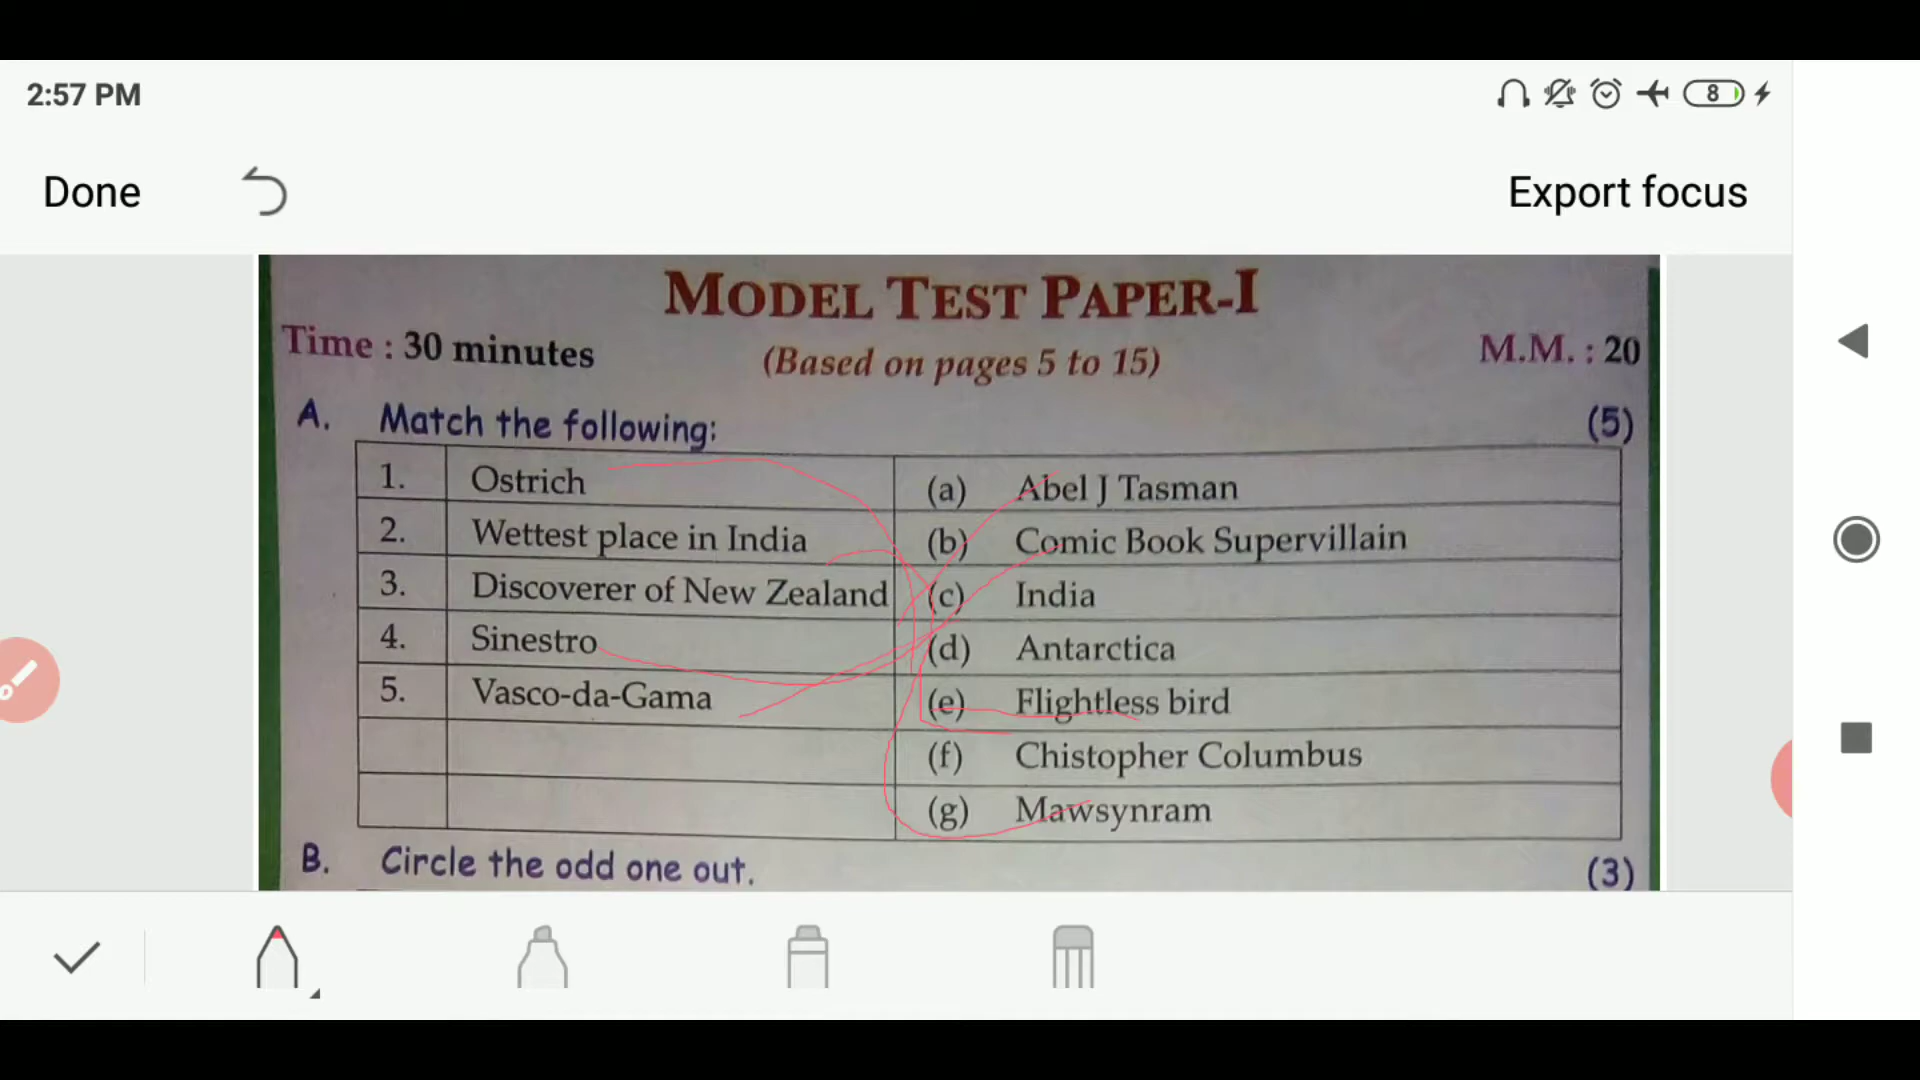 2:57 PM
8
Done
Export focus
MODEL TEST PAPER-I
Time : 30 minutes
(Based on pages 5 to 15)
M.M. : 20
A. Match the following:
(5)
1. Ostrich (a) Abel J Tasman
2. Wettest place in India (b) Comic Book Supervillain
3. Discoverer of New Zealand (c) India
4. Sinestro (d) Antarctica
5. Vasco-da-Gama (e) Flightless bird
(f) Chistopher Columbus
(g) Mawsynram
B. Circle the odd one out.
(3)